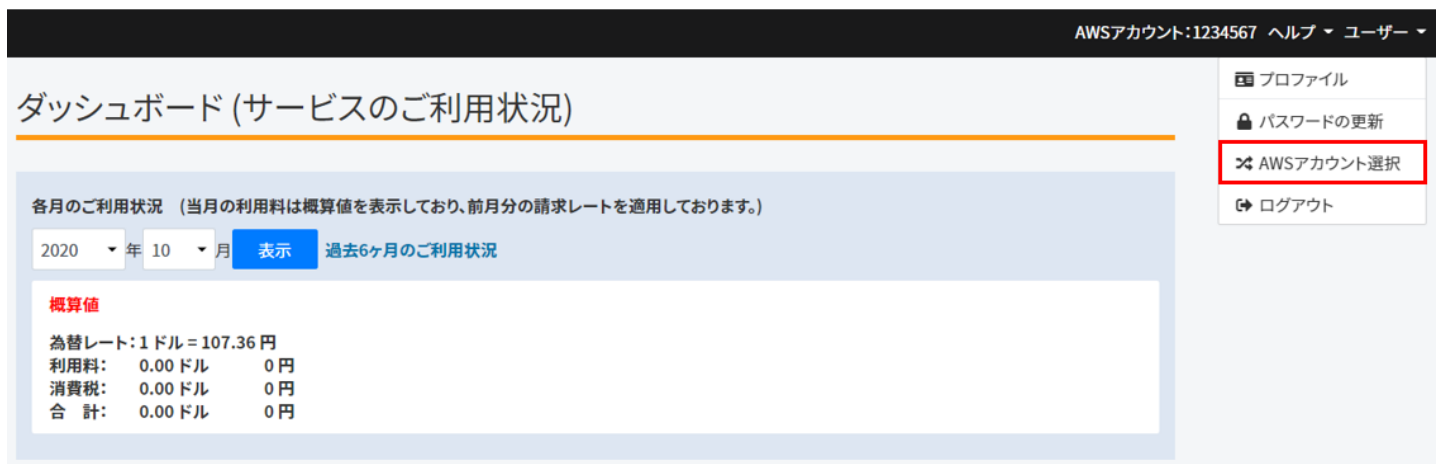 AWSアカウント：1234567 ヘルプ ユーザー
プロファイル
パスワードの更新
AWSアカウント選択
ログアウト
ダッシュボード (サービスのご利用状況)
各月のご利用状況 (当月の利用料は概算値を表示しており、前月分の請求レートを適用しております。)
2020 年 10 月 表示 過去6ヶ月のご利用状況
概算値
為替レート：1 ドル = 107.36 円
利用料： 0.00 ドル 0 円
消費税： 0.00 ドル 0 円
合 計： 0.00 ドル 0 円